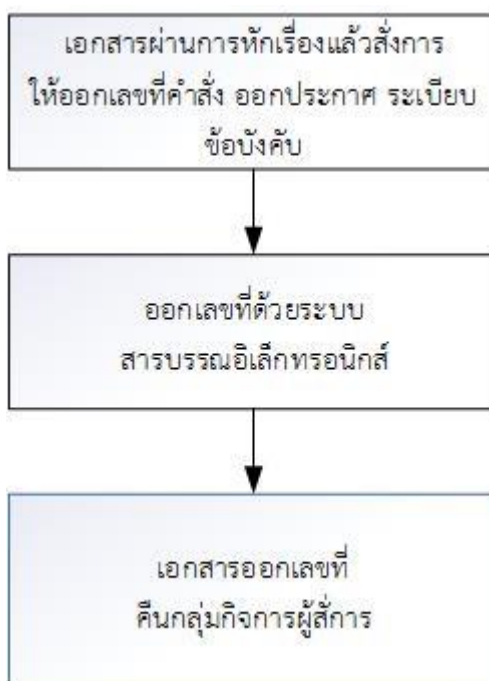 เอกสารผ่านการหักเรื่องแล้วสั่งการ
ให้ออกเลขที่คำสั่ง ออกประกาศ ระเบียบ
ข้อบังคับ
ออกเลขที่ด้วยระบบ
สารบรรณอิเล็กทรอนิกส์
เอกสารออกเลขที่
คืนกลุ่มกิจการผู้สั่การ